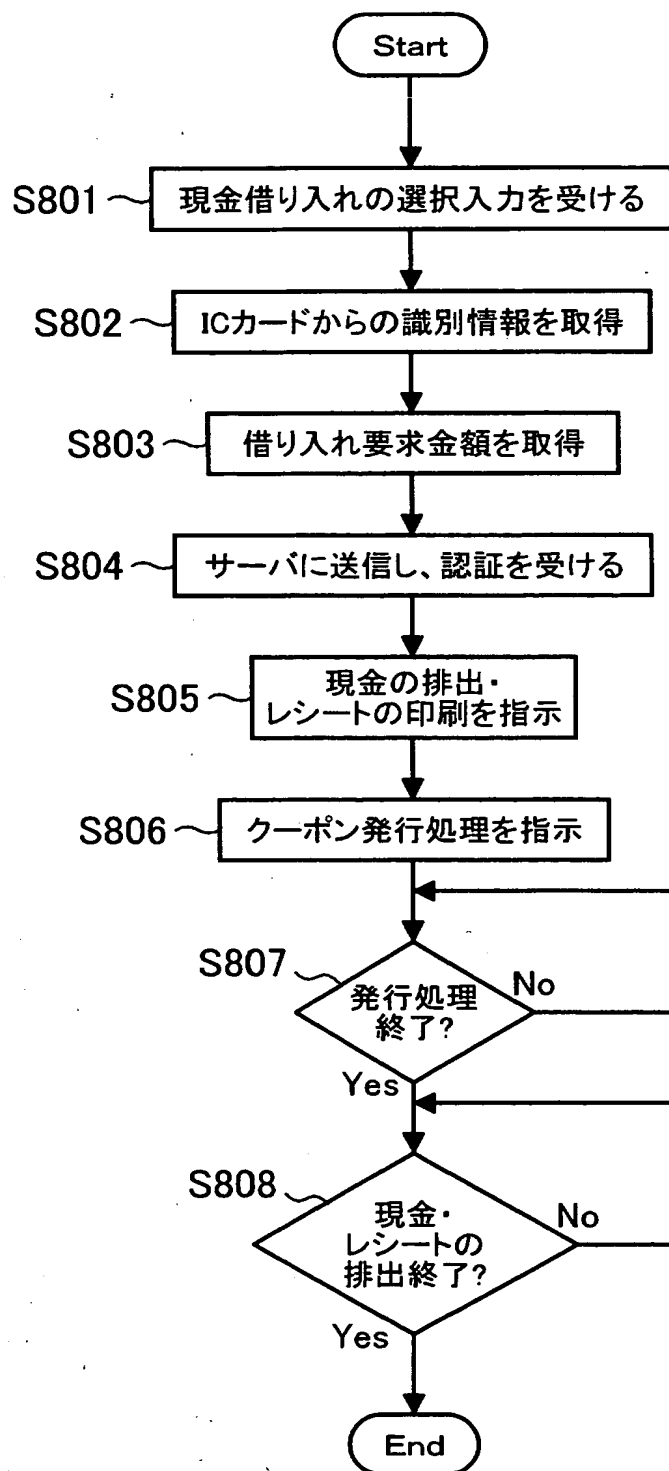 Start
S801
現金借り入れの選択入力を受ける
S802
ICカードからの識別情報を取得
S803
借り入れ要求金額を取得
S804
サーバに送信し、認証を受ける
S805
現金の排出・
レシートの印刷を指示
S806
クーポン発行処理を指示
S807
発行処理
終了?
No
Yes
S808
現金・
レシートの
排出終了?
No
Yes
End